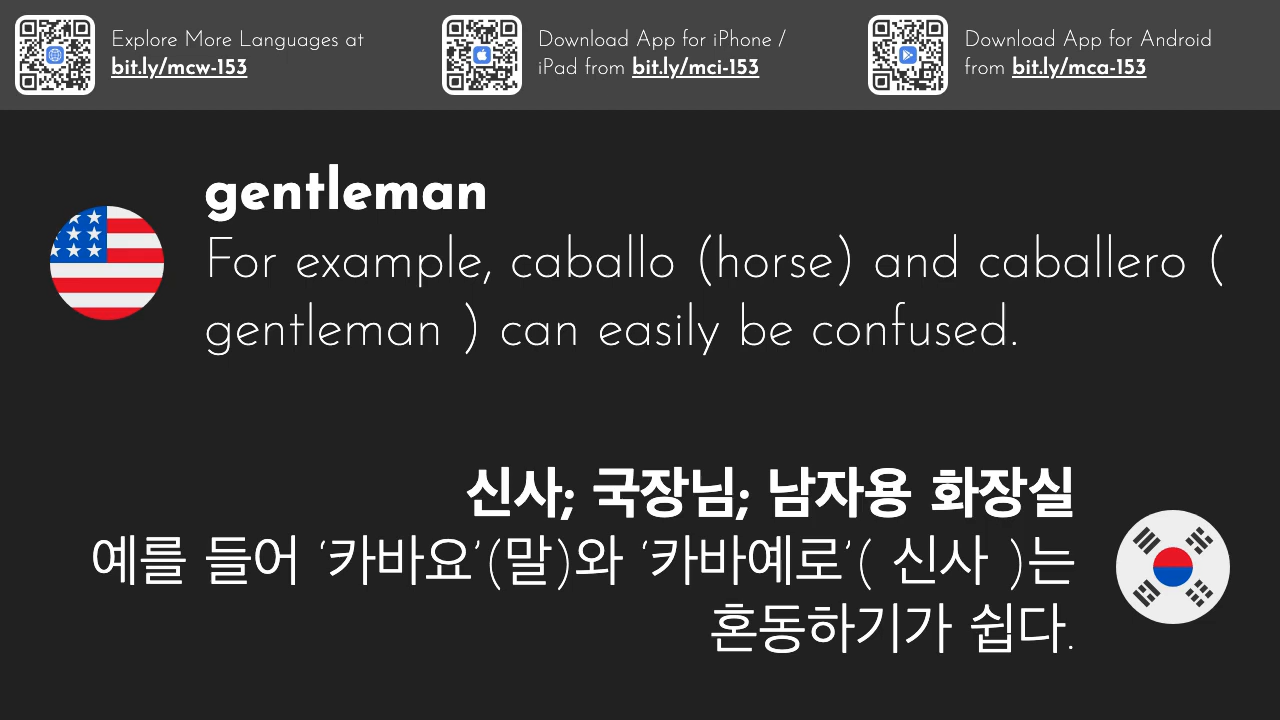 Explore More Languages at
bit.ly/mcw-153
Download App for iPhone /
iPad from bit.ly/mci-153
Download App for Android
from bit.ly/mca-153
gentleman
For example, caballo (horse) and caballero (
gentleman ) can easily be confused.
신사; 국장님; 남자용 화장실
예를 들어 ‘카바요’(말)와 ‘카바예로’( 신사 )는
혼동하기가 쉽다.